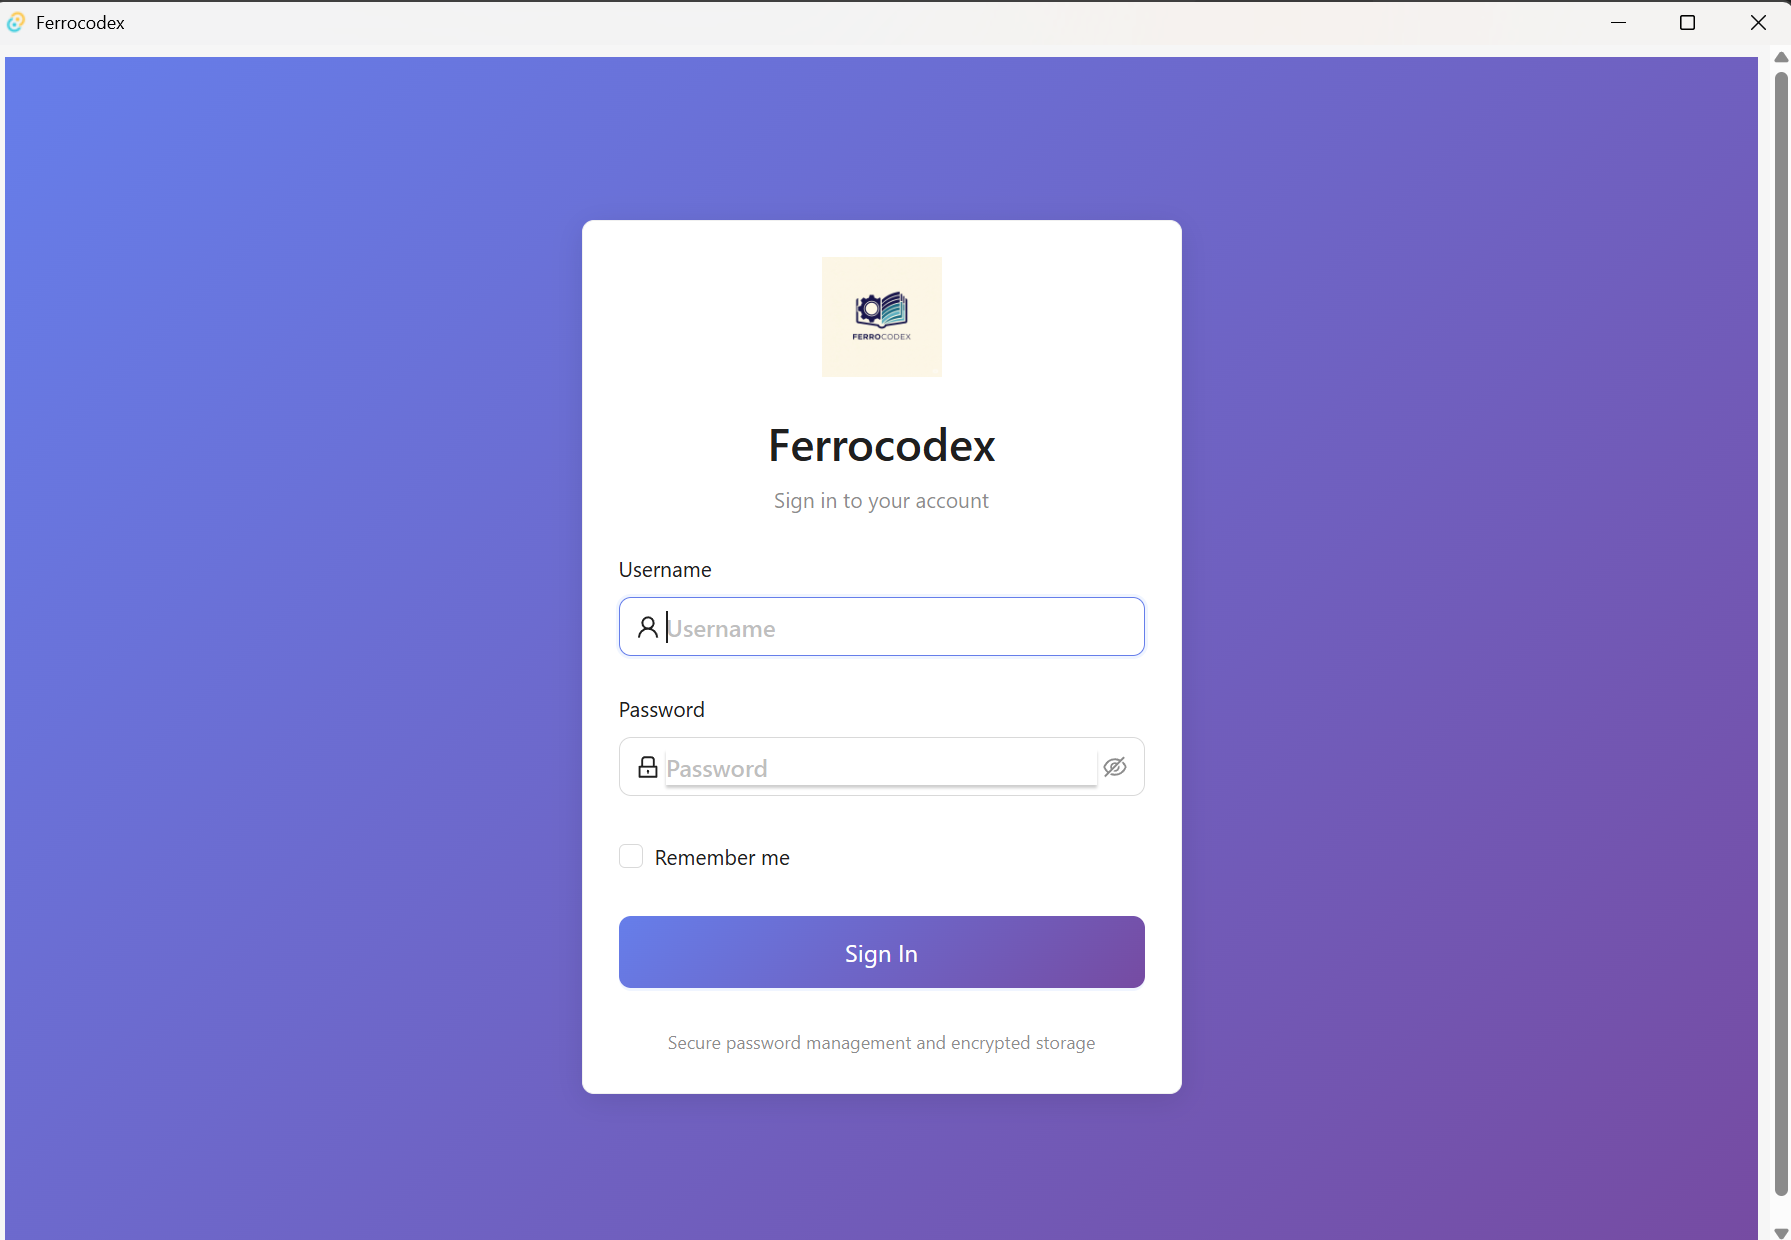 Ferrocodex
FERROCODEX
Ferrocodex
Sign in to your account
Username
Username
Password
Password
Remember me
Sign In
Secure password management and encrypted storage